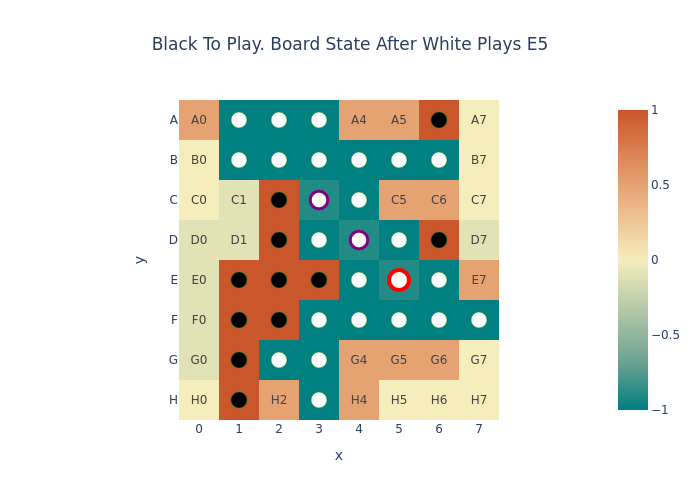 Black To Play. Board State After White Plays E5
A A0 A4 A5 A7 1
B B0 B7
C C0 C1 C5 C6 C7 0.5
D D0 D1 D7
y
0
E E0 E7
F F0 −0.5
G G0 G4 G5 G6 G7
H H0 H2 H4 H5 H6 H7 −1
0 1 2 3 4 5 6 7
x